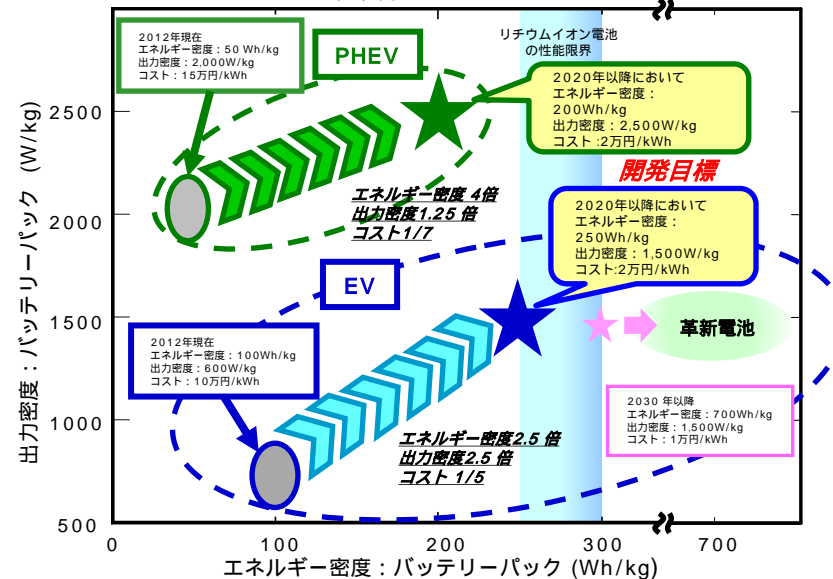 2012年現在
エネルギー密度：50 Wh/kg
出力密度：2,000W/kg
コスト：15万円/kWh
PHEV
リチウムイオン電池
の性能限界
2020年以降において
エネルギー密度：
200Wh/kg
出力密度：2,500W/kg
コスト:2万円/kWh
開発目標
エネルギー密度 4倍
出力密度1.25 倍
コスト1/7
2020年以降において
エネルギー密度：
250Wh/kg
出力密度：1,500W/kg
コスト:2万円/kWh
EV
革新電池
2012年現在
エネルギー密度：100Wh/kg
出力密度：600W/kg
コスト：10万円/kWh
2030 年以降
エネルギー密度：700Wh/kg
出力密度：1,500W/kg
コスト：1万円/kWh
エネルギー密度2.5 倍
出力密度2.5 倍
コスト 1/5
出力密度：バッテリーパック (W/kg)
2500
2000
1500
1000
500
0
100
200
300
700
エネルギー密度：バッテリーパック (Wh/kg)